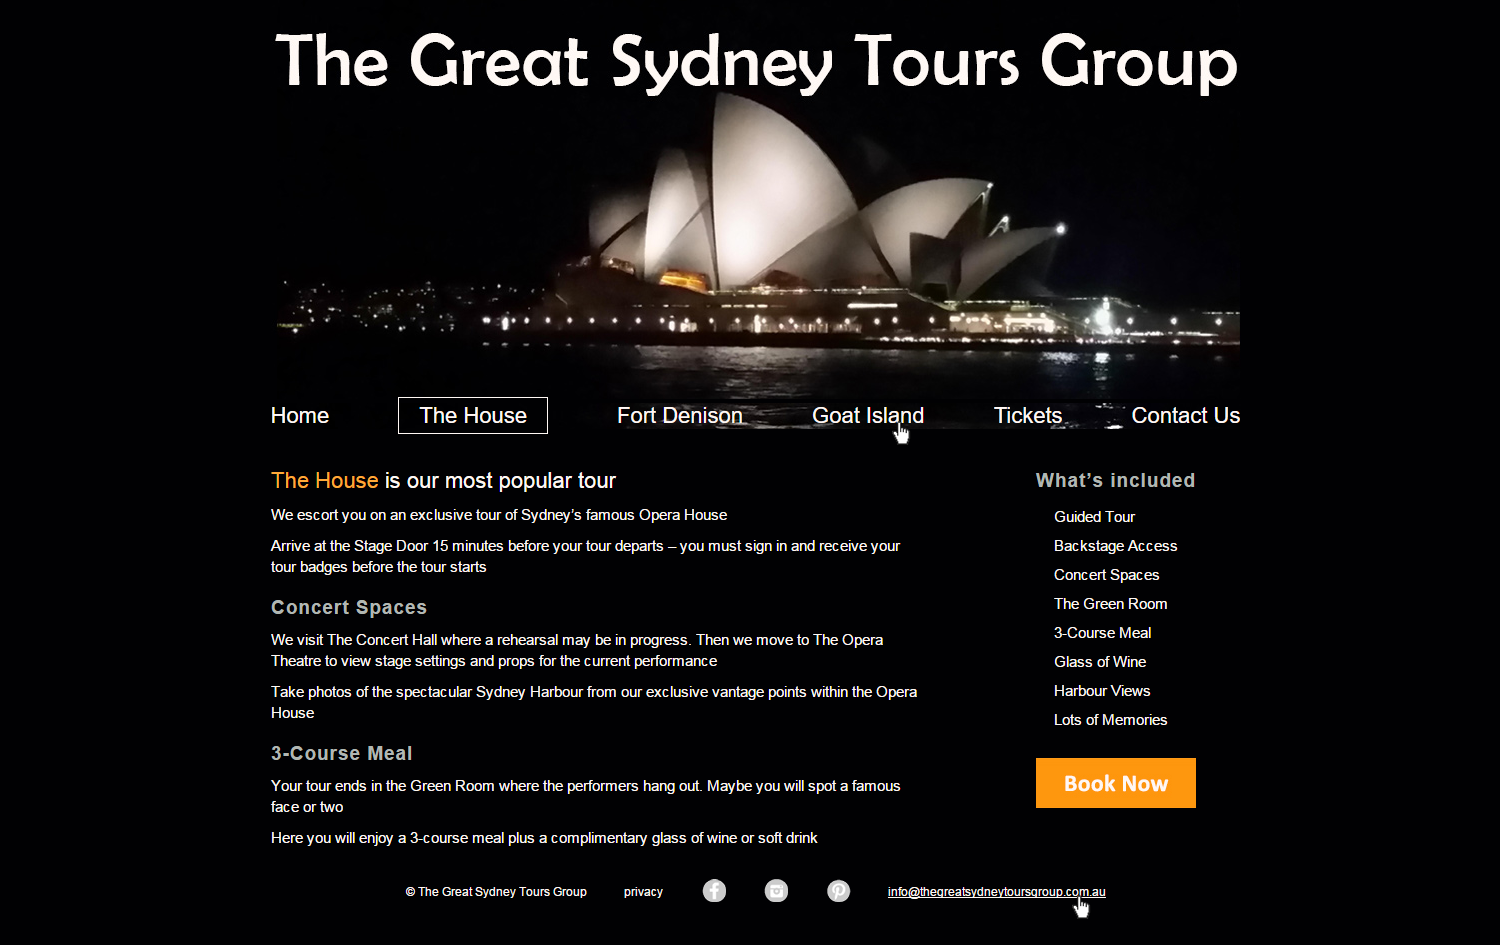 The Great Sydney Tours Group
Home
The House
Fort Denison
Goat Island
Tickets
Contact Us
The House is our most popular tour
We escort you on an exclusive tour of Sydney’s famous Opera House
Arrive at the Stage Door 15 minutes before your tour departs – you must sign in and receive your
tour badges before the tour starts
Concert Spaces
We visit The Concert Hall where a rehearsal may be in progress. Then we move to The Opera
Theatre to view stage settings and props for the current performance
Take photos of the spectacular Sydney Harbour from our exclusive vantage points within the Opera
House
3-Course Meal
Your tour ends in the Green Room where the performers hang out. Maybe you will spot a famous
face or two
Here you will enjoy a 3-course meal plus a complimentary glass of wine or soft drink
What’s included
Guided Tour
Backstage Access
Concert Spaces
The Green Room
3-Course Meal
Glass of Wine
Harbour Views
Lots of Memories
Book Now
© The Great Sydney Tours Group
privacy
info@thegreatsydneytoursgroup.com.au